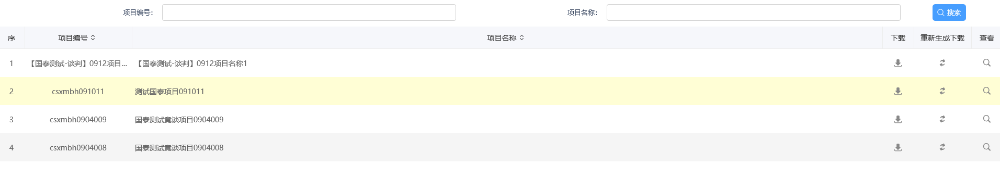 项目编号： 项目名称： 搜索
序 项目编号 项目名称 下载 重新生成下载 查看
1 【国泰测试-谈判】0912项目... 【国泰测试-谈判】0912项目名称1
2 csxmbh091011 测试国泰项目091011
3 csxmbh0904009 国泰测试竟谈项目0904009
4 csxmbh0904008 国泰测试竟谈项目0904008